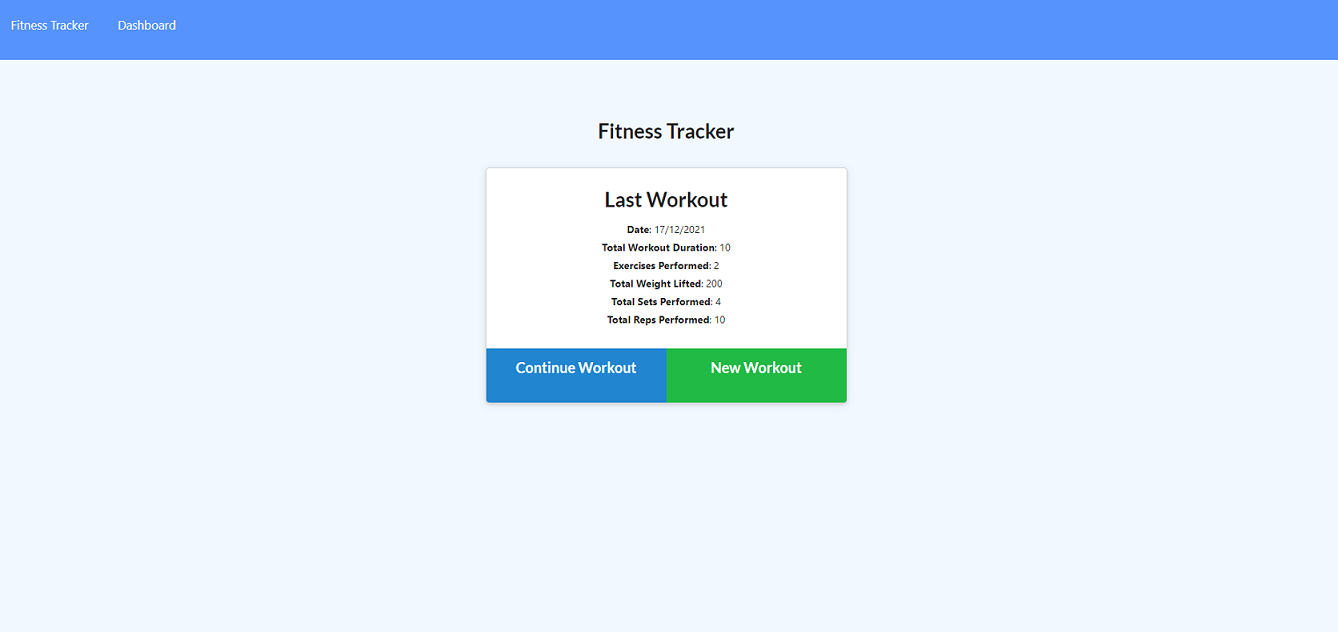 Fitness Tracker Dashboard
Fitness Tracker
Last Workout
Date: 17/12/2021
Total Workout Duration: 10
Exercises Performed: 2
Total Weight Lifted: 200
Total Sets Performed: 4
Total Reps Performed: 10
Continue Workout New Workout